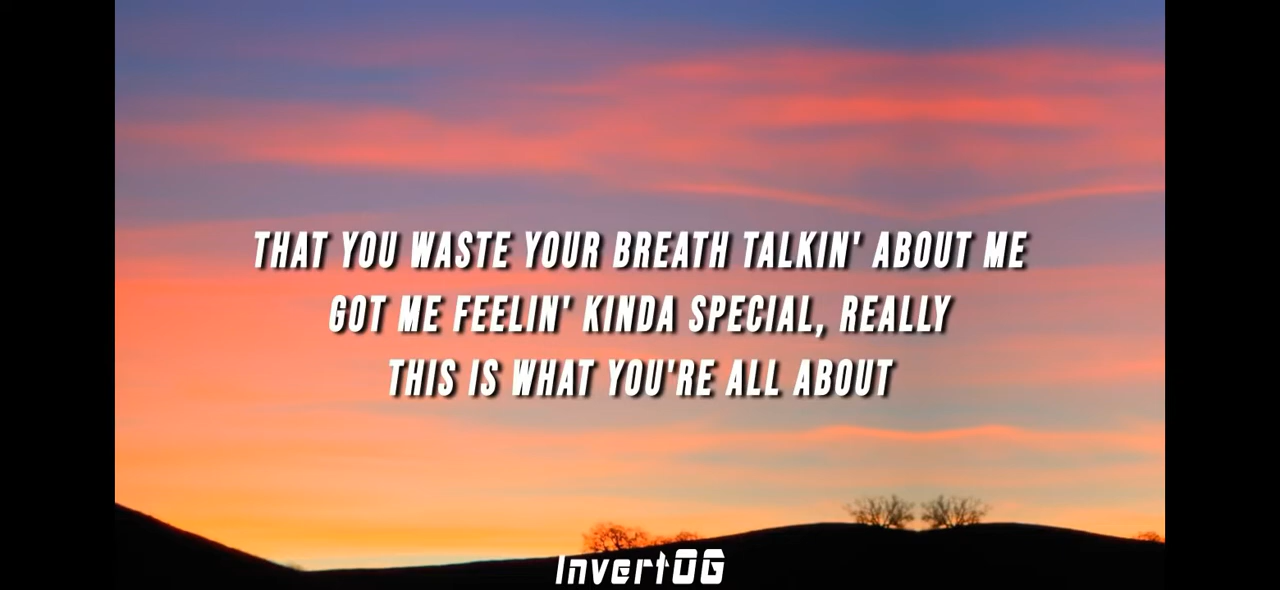 THAT YOU WASTE YOUR BREATH TALKIN' ABOUT ME
GOT ME FEELIN' KINDA SPECIAL, REALLY
THIS IS WHAT YOU'RE ALL ABOUT
InvertOG